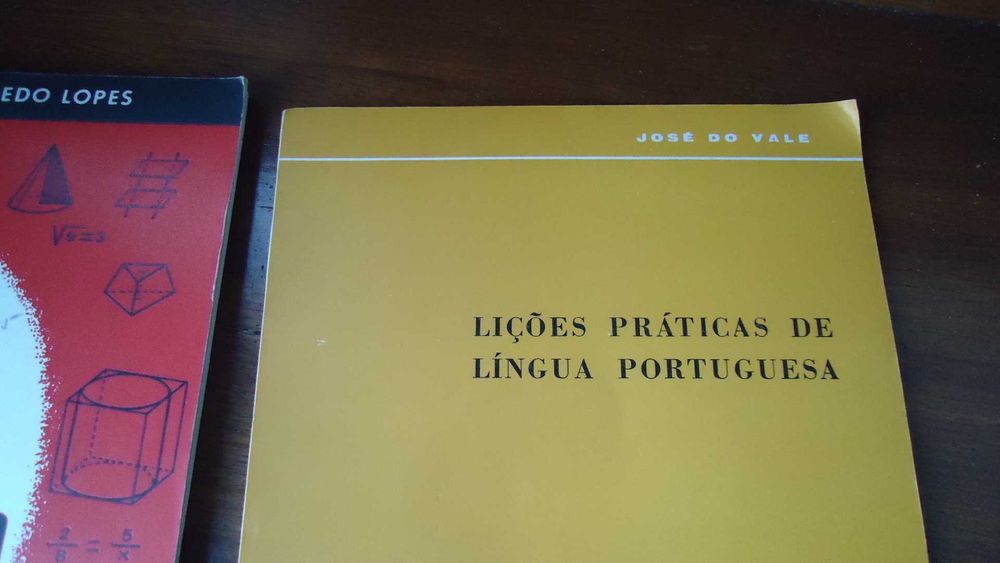 EDO LOPES
√9=3
2/8 = 5/x
JOSÉ DO VALE
LIÇÕES PRÁTICAS DE
LÍNGUA PORTUGUESA